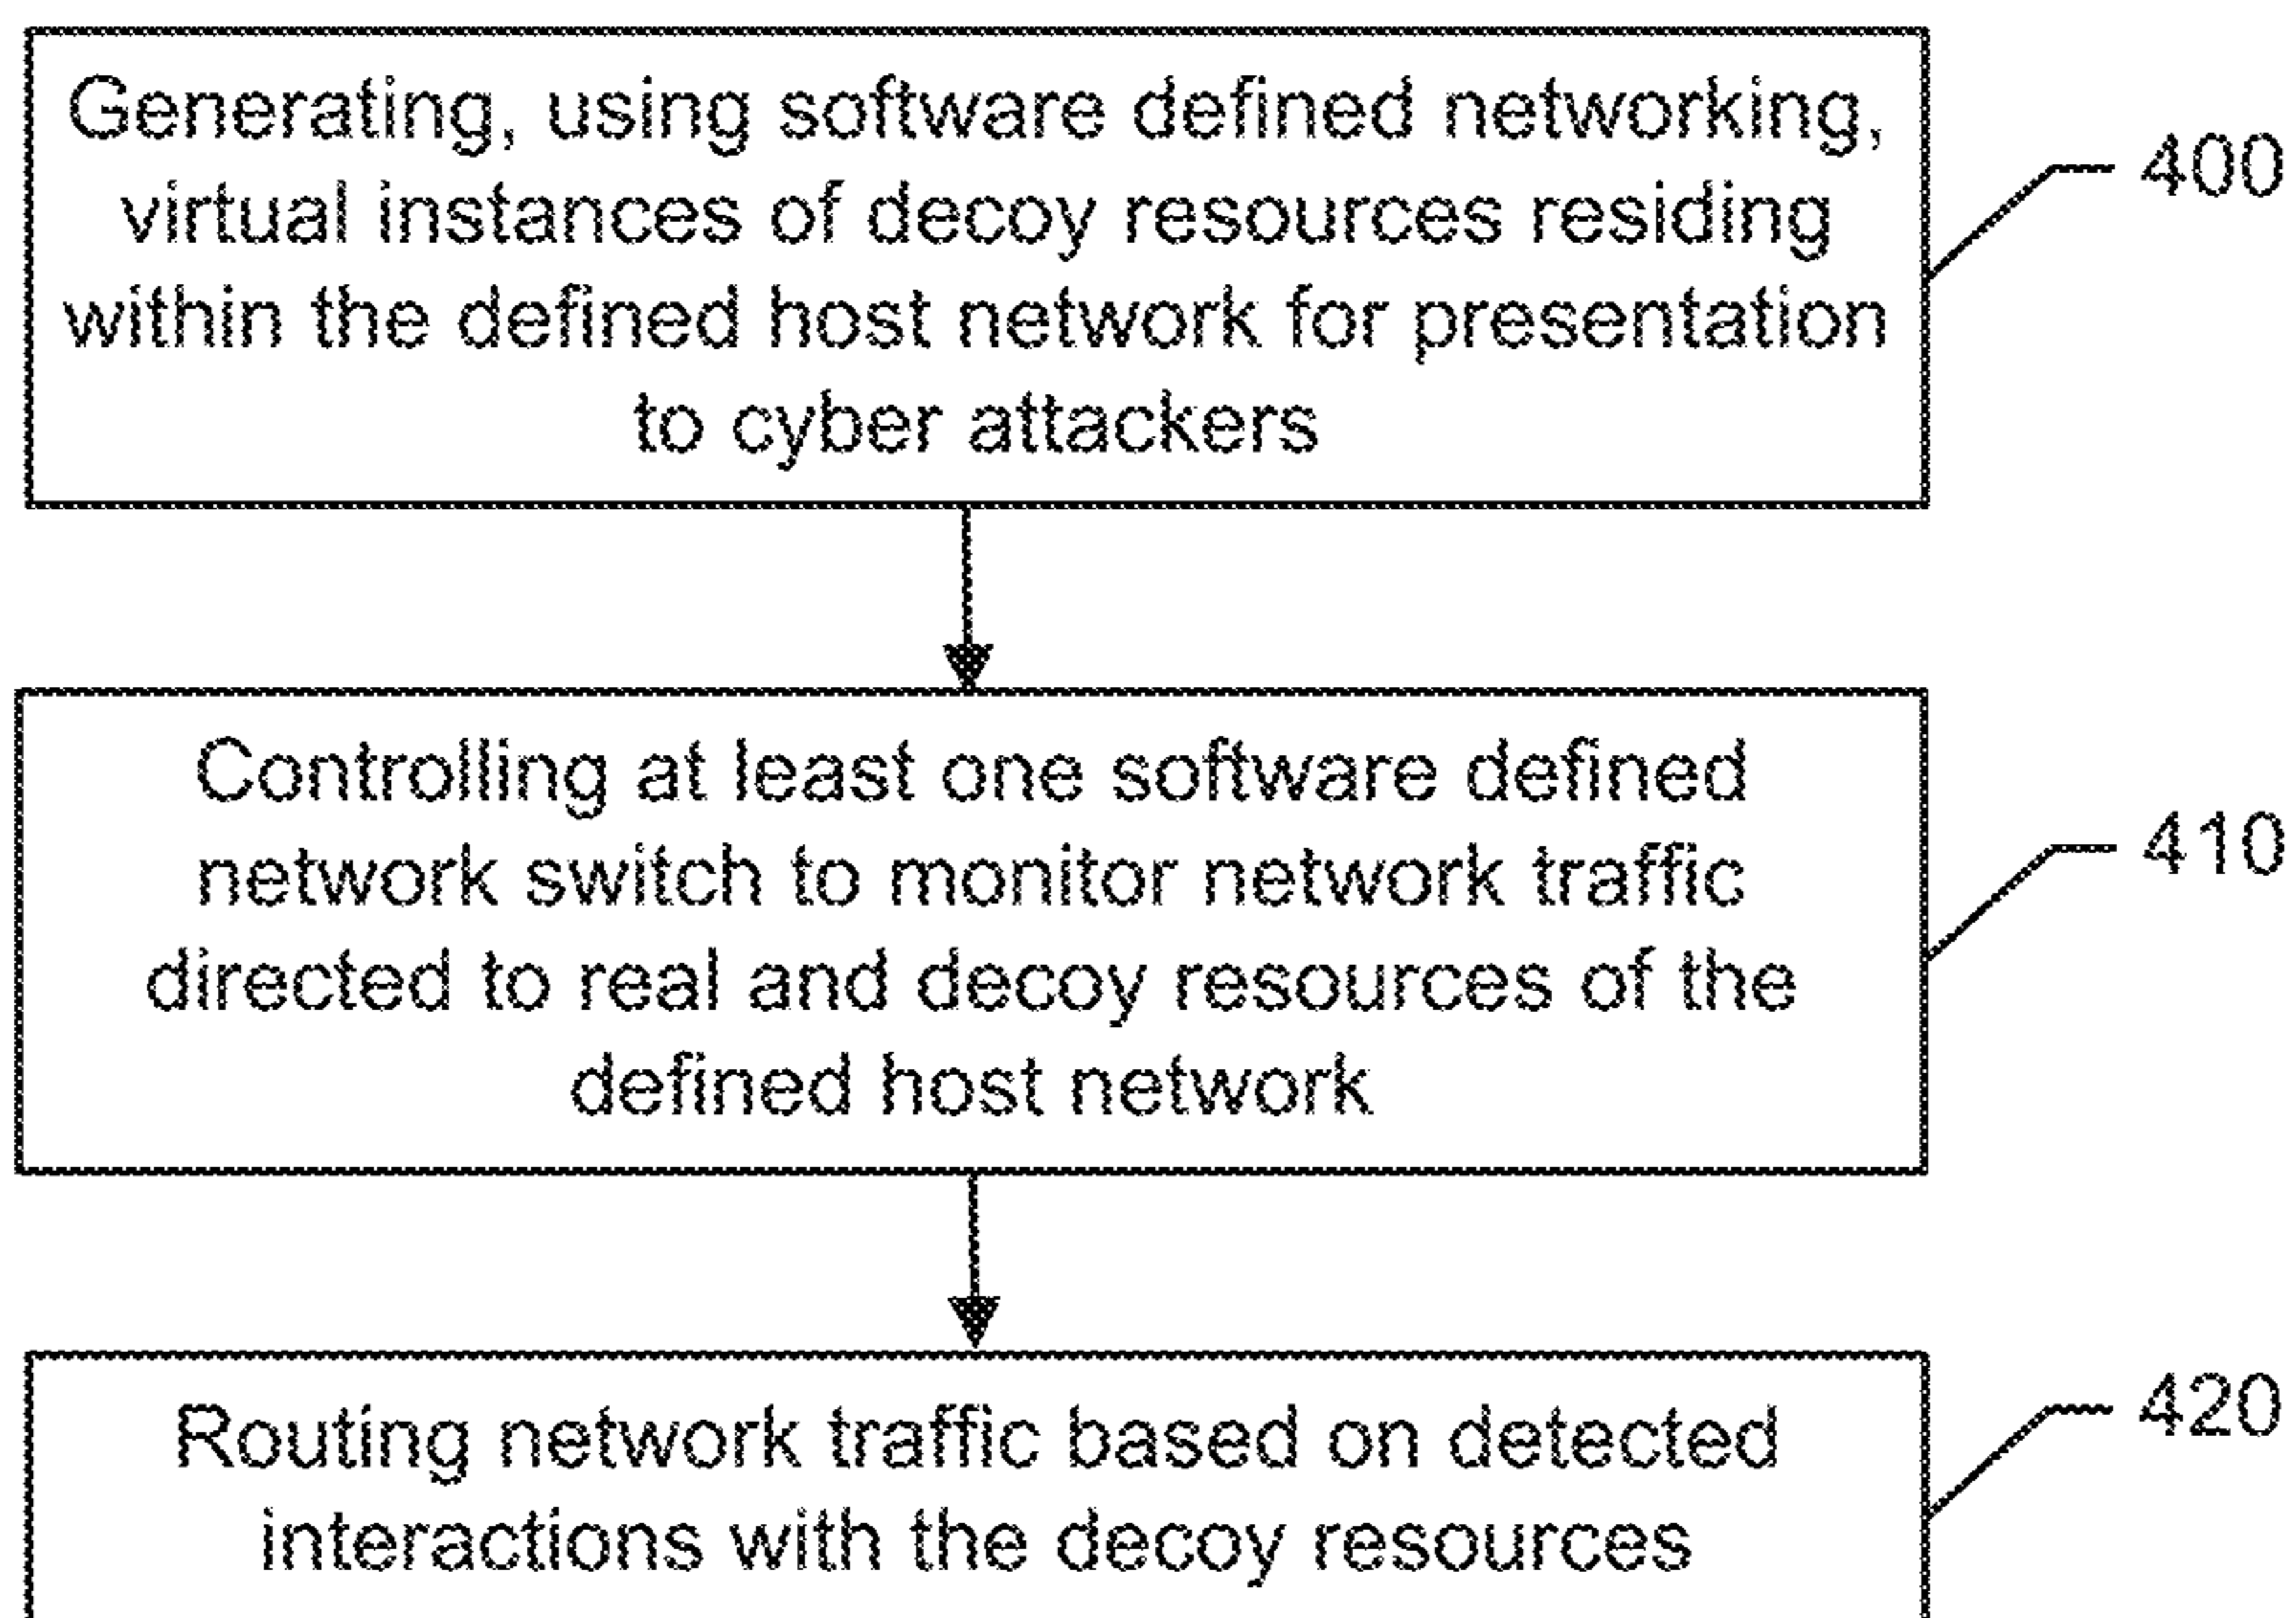 Generating, using software defined networking,
virtual instances of decoy resources residing
within the defined host network for presentation
to cyber attackers
400
Controlling at least one software defined
network switch to monitor network traffic
directed to real and decoy resources of the
defined host network
410
Routing network traffic based on detected
interactions with the decoy resources
420